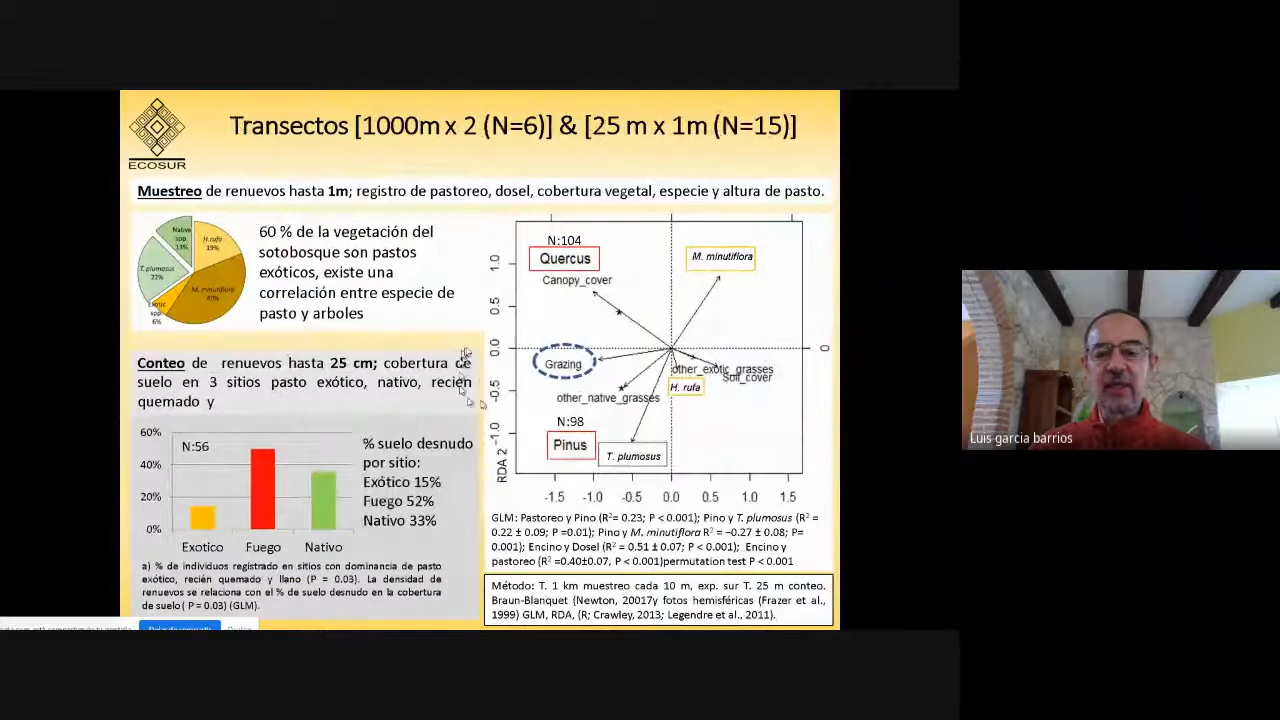 ECOSUR
Transectos [1000m x 2 (N=6)] & [25 m x 1m (N=15)]
Muestreo de renuevos hasta 1m; registro de pastoreo, dosel, cobertura vegetal, especie y altura de pasto.
Native
spp.
13%
H.rufa
19%
T. plumosus
22%
M. minutiflora
40%
Exotic
spp.
6%
60 % de la vegetación del
sotobosque son pastos
exóticos, existe una
correlación entre especie de
pasto y arboles
Conteo de renuevos hasta 25 cm; cobertura de
suelo en 3 sitios pasto exótico, nativo, recién
quemado y
60%
40%
20%
0%
N:56
Exotico Fuego Nativo
% suelo desnudo
por sitio:
Exótico 15%
Fuego 52%
Nativo 33%
a) % de individuos registrado en sitios con dominancia de pasto
exótico, recién quemado y llano (P = 0.03). La densidad de
renuevos se relaciona con el % de suelo desnudo en la cobertura
de suelo ( P = 0.03) (GLM).
N:104
Quercus
Canopy_cover
M. minutiflora
Grazing
other_exotic_grasses
Soil_cover
H. rufa
other_native_grasses
N:98
Pinus
T. plumosus
RDA 2
1.0
0.5
0.0
-0.5
-1.0
0
-1.5 -1.0 -0.5 0.0 0.5 1.0 1.5
GLM: Pastoreo y Pino (R2= 0.23; P < 0.001); Pino y T. plumosus (R2 =
0.22 ± 0.09; P =0.01); Pino y M. minutiflora R2 = −0.27 ± 0.08; P=
0.001); Encino y Dosel (R2 = 0.51 ± 0.07; P < 0.001); Encino y
pastoreo (R2 =0.40±0.07, P < 0.001)permutation test P < 0.001
Método: T. 1 km muestreo cada 10 m, exp. sur T. 25 m conteo.
Braun-Blanquet (Newton, 20017y fotos hemisféricas (Frazer et al.,
1999) GLM, RDA, (R; Crawley, 2013; Legendre et al., 2011).
Luis garcia barrios